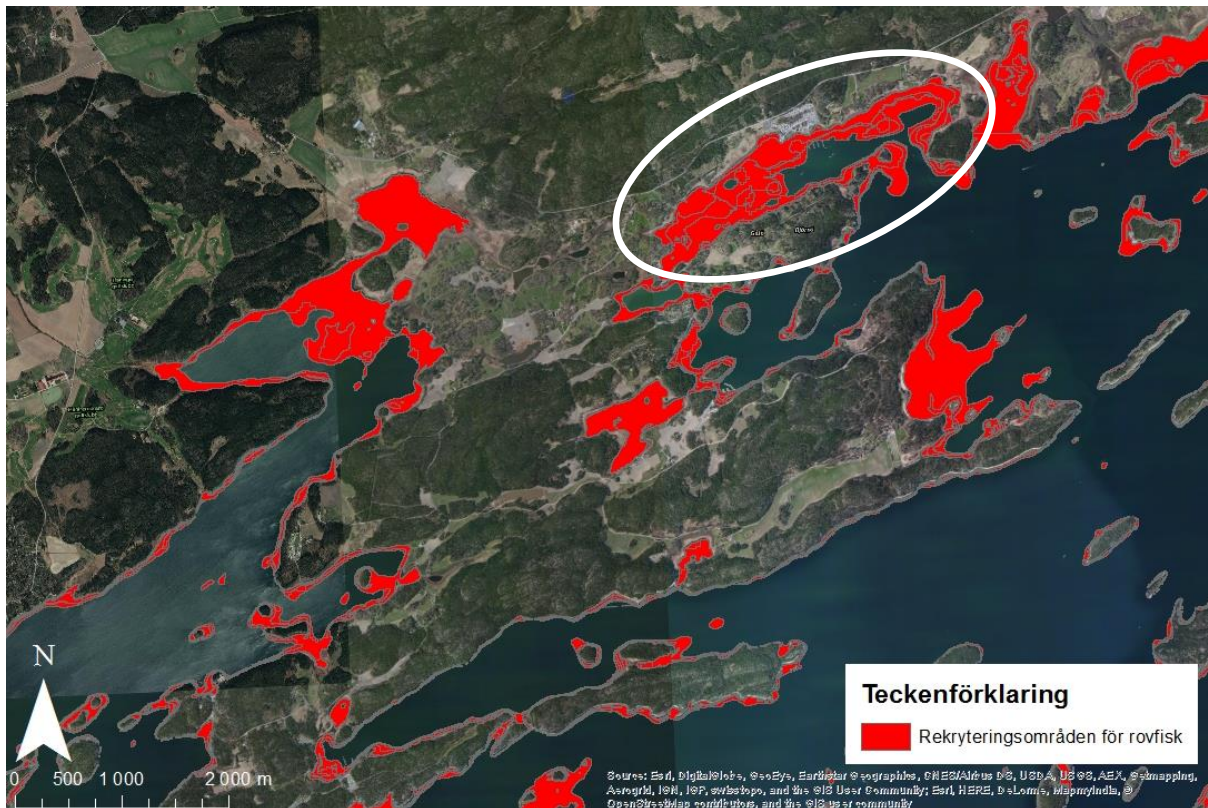 Gålö
N
0 500 1 000 2 000 m
Teckenförklaring
Rekryteringsområden för rovfisk
Source: Esri, DigitalGlobe, GeoEye, Earthstar Geographics, CNES/Airbus DS, USDA, USGS, AEX, Getmapping,
Aerogrid, IGN, IGP, swisstopo, and the GIS User Community; Esri, HERE, DeLorme, MapmyIndia, ©
OpenStreetMap contributors, and the GIS user community